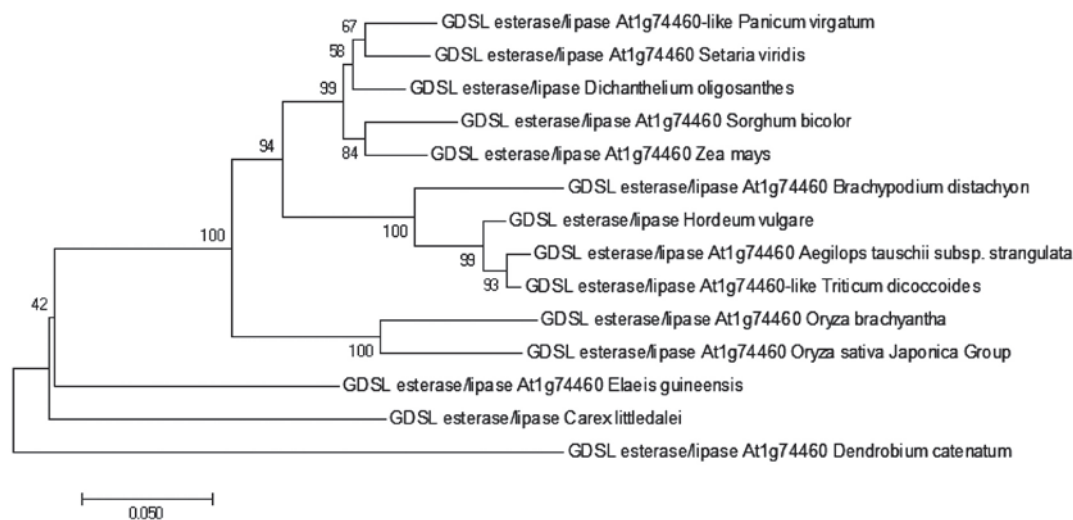 67
GDSL esterase/lipase At1g74460-like Panicum virgatum
58
GDSL esterase/lipase At1g74460 Setaria viridis
99
GDSL esterase/lipase Dichanthelium oligosanthes
GDSL esterase/lipase At1g74460 Sorghum bicolor
94
84
GDSL esterase/lipase At1g74460 Zea mays
GDSL esterase/lipase At1g74460 Brachypodium distachyon
GDSL esterase/lipase Hordeum vulgare
100
100
GDSL esterase/lipase At1g74460 Aegilops tauschii subsp. strangulata
99
GDSL esterase/lipase At1g74460-like Triticum dicoccoides
93
42
GDSL esterase/lipase At1g74460 Oryza brachyantha
100
GDSL esterase/lipase At1g74460 Oryza sativa Japonica Group
GDSL esterase/lipase At1g74460 Elaeis guineensis
GDSL esterase/lipase Carex littledalei
GDSL esterase/lipase At1g74460 Dendrobium catenatum
0.050